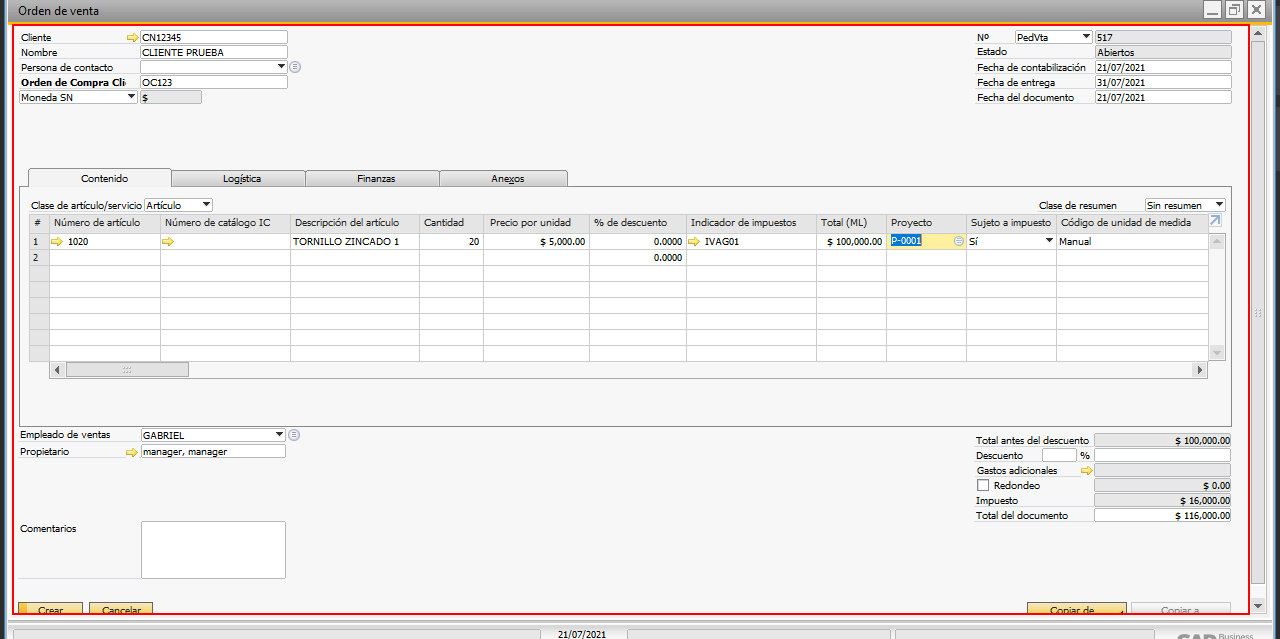 Orden de venta
Cliente CN12345
Nombre CLIENTE PRUEBA
Persona de contacto
Orden de Compra Cli OC123
Moneda SN $
Nº PedVta 517
Estado Abiertos
Fecha de contabilización 21/07/2021
Fecha de entrega 31/07/2021
Fecha del documento 21/07/2021
Contenido Logística Finanzas Anexos
Clase de artículo/servicio Artículo Clase de resumen Sin resumen
# Número de artículo Número de catálogo IC Descripción del artículo Cantidad Precio por unidad % de descuento Indicador de impuestos Total (ML) Proyecto Sujeto a impuesto Código de unidad de medida
1 1020 TORNILLO ZINCADO 1 20 $ 5,000.00 0.0000 IVAG01 $ 100,000.00 P-0001 Sí Manual
2 0.0000
Empleado de ventas GABRIEL
Propietario manager, manager
Comentarios
Total antes del descuento $ 100,000.00
Descuento %
Gastos adicionales
Redondeo $ 0.00
Impuesto $ 16,000.00
Total del documento $ 116,000.00
Crear Cancelar Copiar de Copiar a
21/07/2021
SAP Business